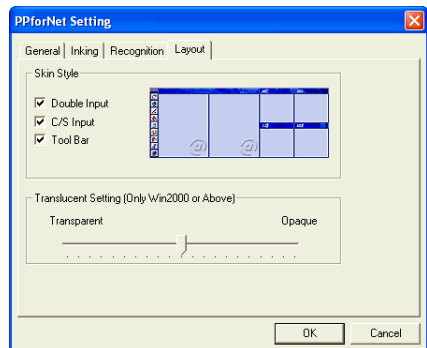 PPforNet Setting
General Inking Recognition Layout
Skin Style
Double Input
C/S Input
Tool Bar
@ @
Translucent Setting (Only Win2000 or Above)
Transparent Opaque
OK Cancel